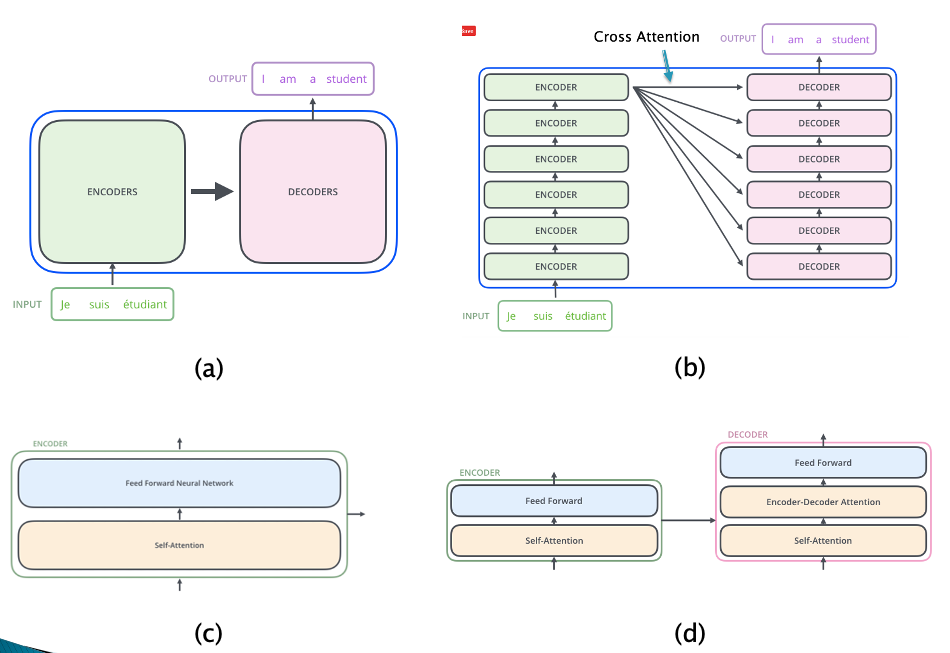 OUTPUT I am a student
ENCODERS DECODERS
INPUT Je suis étudiant
(a)
Save
Cross Attention
OUTPUT I am a student
ENCODER DECODER
ENCODER DECODER
ENCODER DECODER
ENCODER DECODER
ENCODER DECODER
ENCODER DECODER
INPUT Je suis étudiant
(b)
ENCODER
Feed Forward Neural Network
Self-Attention
(c)
ENCODER
Feed Forward
Self-Attention
DECODER
Feed Forward
Encoder-Decoder Attention
Self-Attention
(d)